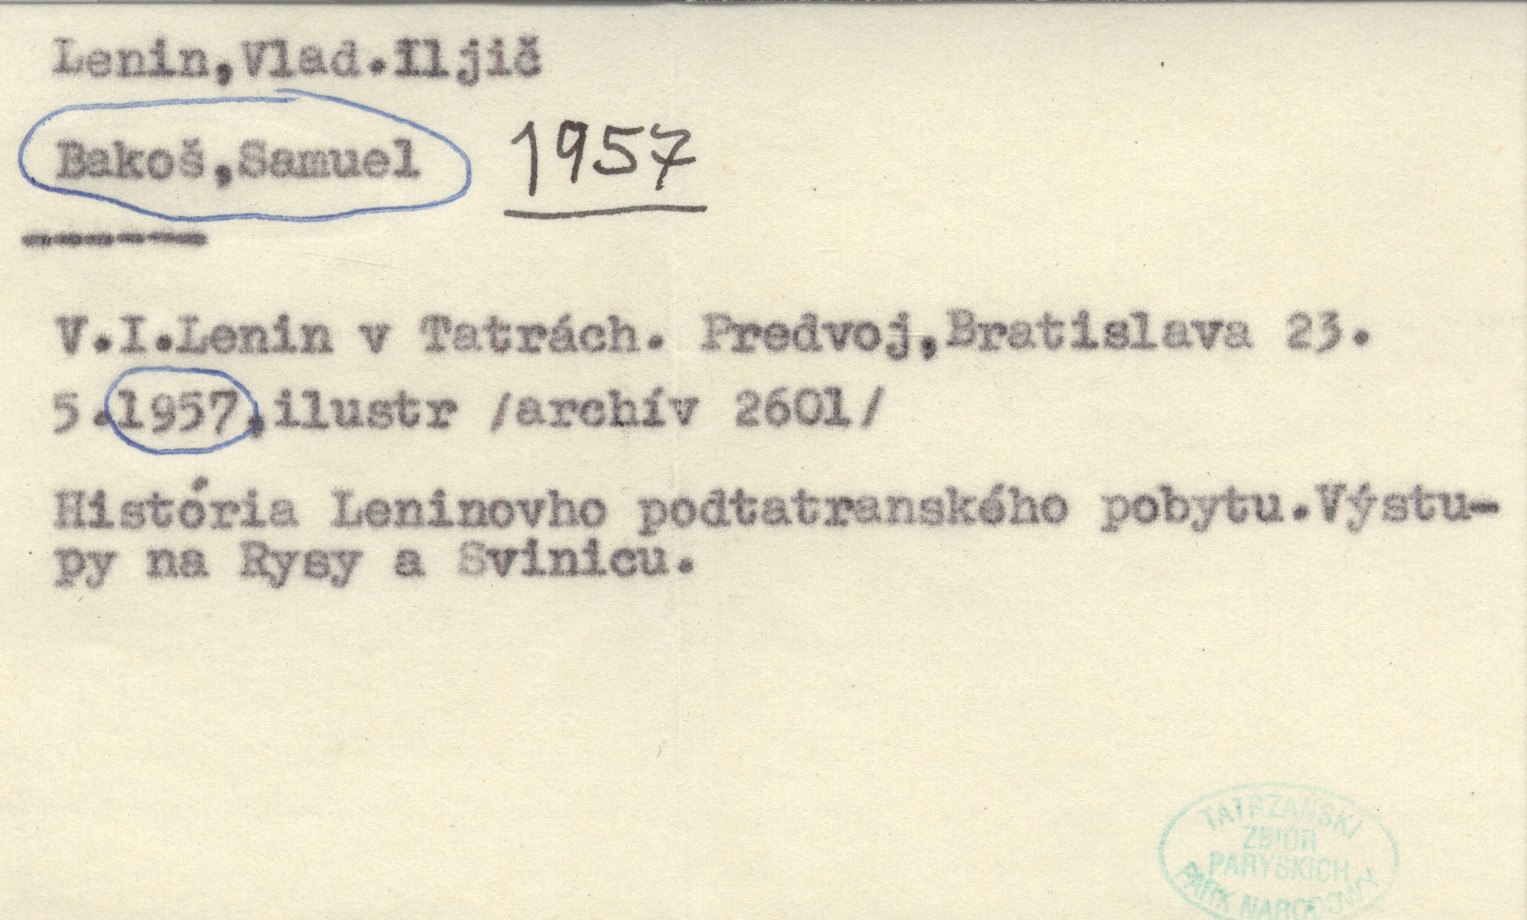 Lenin,Vlad.Iljič
Bakoš,Samuel 1957
V.I.Lenin v Tatrách. Predvoj,Bratislava 23.
5.1957,ilustr /archív 2601/
História Leninovho podtatranského pobytu.Výstu-
py na Rysy a Svinicu.
TATRZAŃSKI
ZBIÓR
PARYSKICH
PARK NARODOWY